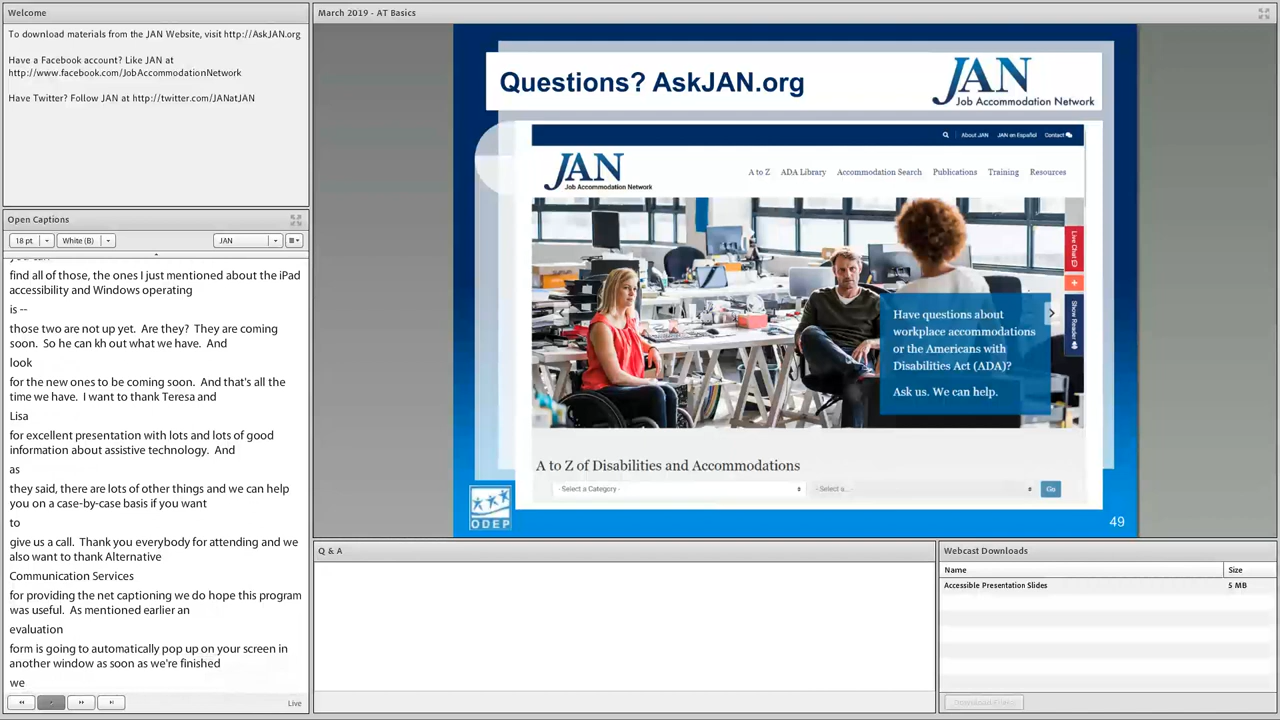 Welcome
To download materials from the JAN Website, visit http://AskJAN.org
Have a Facebook account? Like JAN at
http://www.facebook.com/JobAccommodationNetwork
Have Twitter? Follow JAN at http://twitter.com/JANatJAN
Open Captions
18 pt
White (B)
JAN
find all of those, the ones I just mentioned about the iPad
accessibility and Windows operating
is --
those two are not up yet.  Are they?  They are coming
soon.  So he can kh out what we have.  And
look
for the new ones to be coming soon.  And that's all the
time we have.  I want to thank Teresa and
Lisa
for excellent presentation with lots and lots of good
information about assistive technology.  And
as
they said, there are lots of other things and we can help
you on a case-by-case basis if you want
to
give us a call.  Thank you everybody for attending and we
also want to thank Alternative
Communication Services
for providing the net captioning we do hope this program
was useful.  As mentioned earlier an
evaluation
form is going to automatically pop up on your screen in
another window as soon as we're finished
we
Live
March 2019 - AT Basics
Questions? AskJAN.org
JAN
Job Accommodation Network
About JAN
JAN en Español
Contact
JAN
Job Accommodation Network
A to Z
ADA Library
Accommodation Search
Publications
Training
Resources
Live Chat
Show Reader
Have questions about
workplace accommodations
or the Americans with
Disabilities Act (ADA)?
Ask us. We can help.
A to Z of Disabilities and Accommodations
- Select a Category -
- Select a...
Go
ODEP
49
Q & A
Webcast Downloads
Name
Size
Accessible Presentation Slides
5 MB